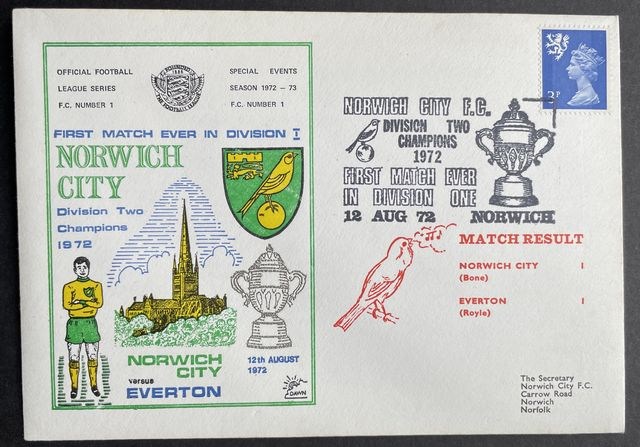 OFFICIAL FOOTBALL
LEAGUE SERIES
F.C. NUMBER 1
SPECIAL EVENTS
SEASON 1972 - 73
F.C. NUMBER 1
FIRST MATCH EVER IN DIVISION I
NORWICH
CITY
Division Two
Champions
1972
NORWICH
CITY
versus
EVERTON
12th AUGUST
1972
DAWN
NORWICH CITY F.C.
DIVISION TWO
CHAMPIONS
1972
FIRST MATCH EVER
IN DIVISION ONE
12 AUG 72 NORWICH
3P
MATCH RESULT
NORWICH CITY 1
(Bone)
EVERTON 1
(Royle)
The Secretary
Norwich City F.C.
Carrow Road
Norwich
Norfolk